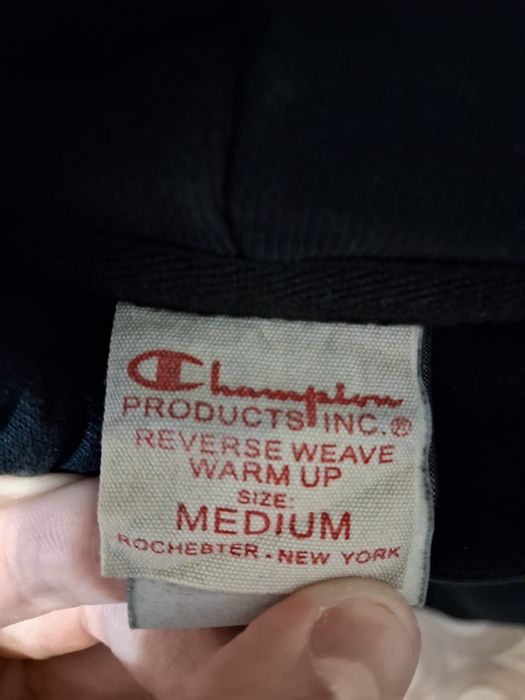 Champion
PRODUCTS INC.®
REVERSE WEAVE
WARM UP
SIZE:
MEDIUM
ROCHESTER. NEW YORK